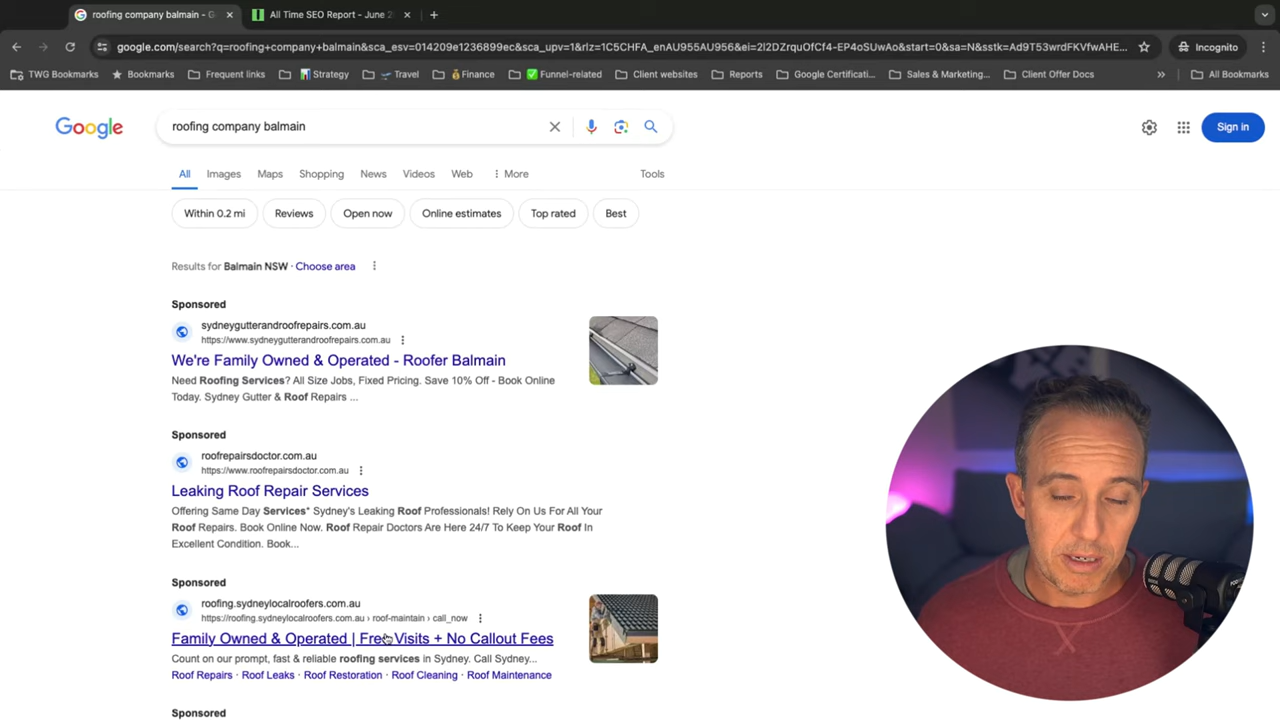 roofing company balmain - G
All Time SEO Report - June 2
google.com/search?q=roofing+company+balmain&sca_esv=014209e1236899ec&sca_upv=1&rlz=1C5CHFA_enAU955AU956&ei=2l2DZrquOfCf4-EP4oSUwAo&start=0&sa=N&sstk=Ad9T53wrdFKVfwAHE...
Incognito
TWG Bookmarks
Bookmarks
Frequent links
Strategy
Travel
Finance
Funnel-related
Client websites
Reports
Google Certificati...
Sales & Marketing...
Client Offer Docs
»
All Bookmarks
Google
roofing company balmain
Sign in
All
Images
Maps
Shopping
News
Videos
Web
More
Tools
Within 0.2 mi
Reviews
Open now
Online estimates
Top rated
Best
Results for Balmain NSW · Choose area
Sponsored
sydneygutterandroofrepairs.com.au
https://www.sydneygutterandroofrepairs.com.au
We're Family Owned & Operated - Roofer Balmain
Need Roofing Services? All Size Jobs, Fixed Pricing. Save 10% Off - Book Online
Today. Sydney Gutter & Roof Repairs ...
Sponsored
roofrepairsdoctor.com.au
https://www.roofrepairsdoctor.com.au
Leaking Roof Repair Services
Offering Same Day Services* Sydney's Leaking Roof Professionals! Rely On Us For All Your
Roof Repairs. Book Online Now. Roof Repair Doctors Are Here 24/7 To Keep Your Roof In
Excellent Condition. Book...
Sponsored
roofing.sydneylocalroofers.com.au
https://roofing.sydneylocalroofers.com.au › roof-maintain › call_now
Family Owned & Operated | Free Visits + No Callout Fees
Count on our prompt, fast & reliable roofing services in Sydney. Call Sydney...
Roof Repairs · Roof Leaks · Roof Restoration · Roof Cleaning · Roof Maintenance
Sponsored